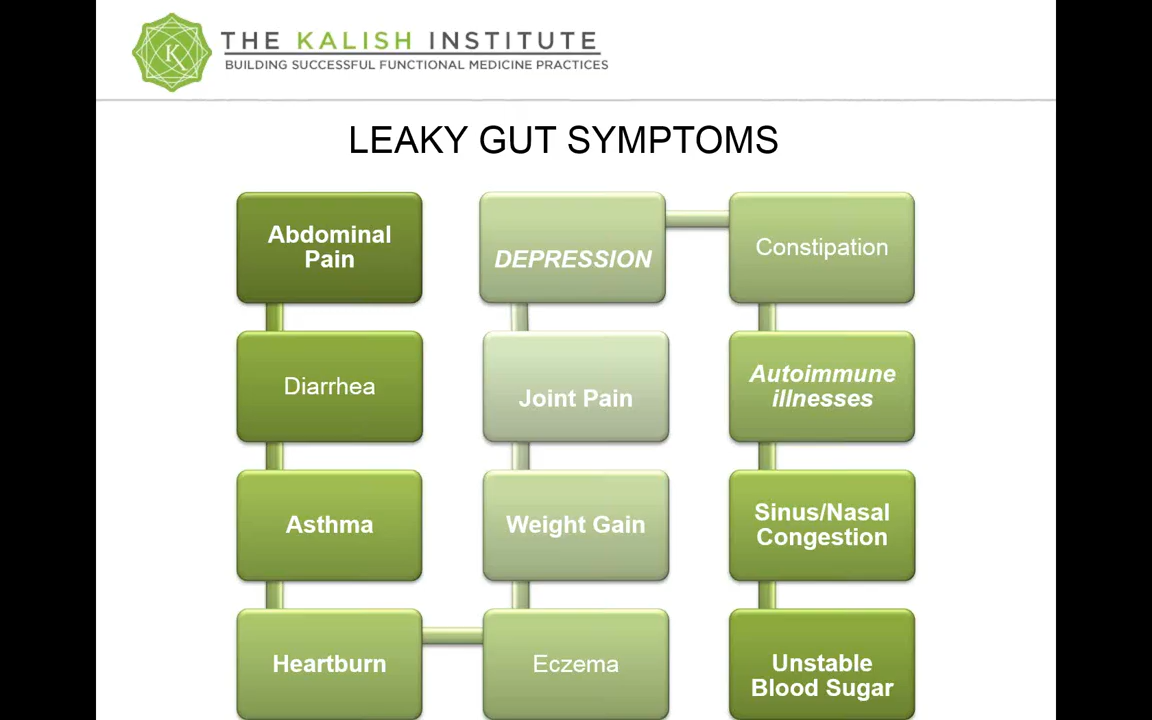 THE KALISH INSTITUTE
BUILDING SUCCESSFUL FUNCTIONAL MEDICINE PRACTICES
K
LEAKY GUT SYMPTOMS
Abdominal
Pain
Diarrhea
Asthma
Heartburn
Eczema
Weight Gain
Joint Pain
DEPRESSION
Constipation
Autoimmune
illnesses
Sinus/Nasal
Congestion
Unstable
Blood Sugar